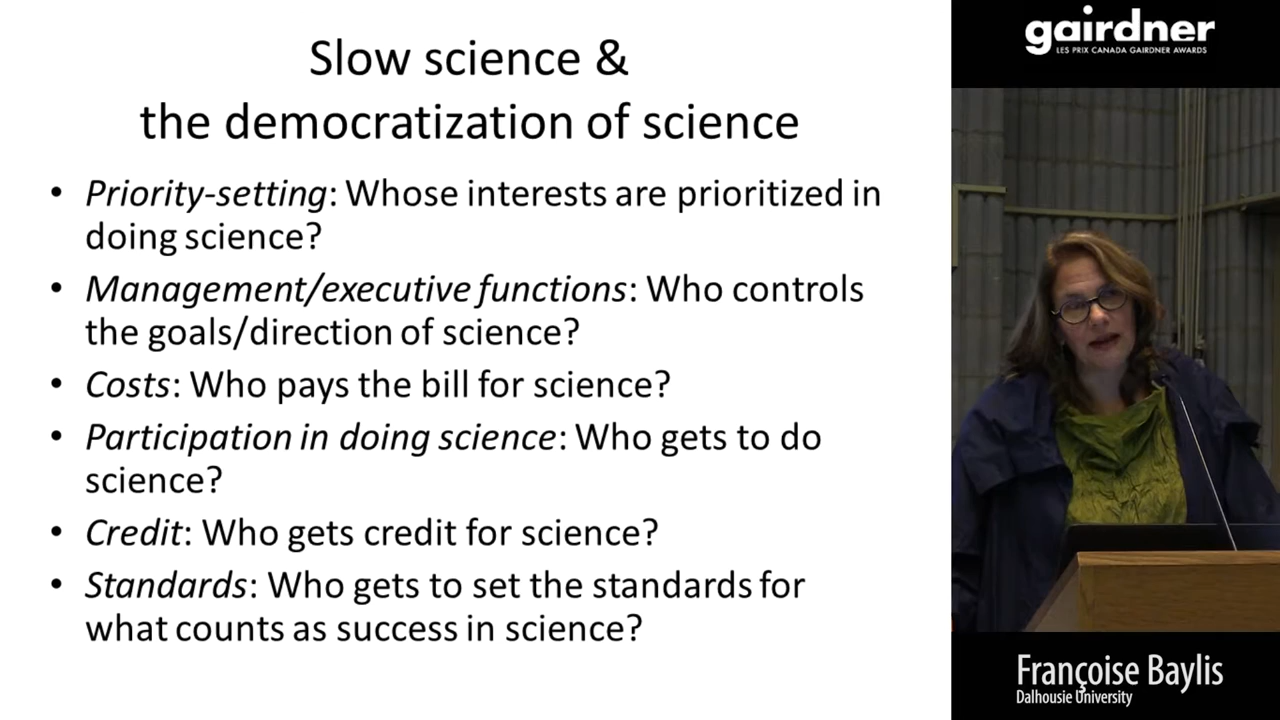 Slow science &
the democratization of science
• Priority-setting: Whose interests are prioritized in
doing science?
• Management/executive functions: Who controls
the goals/direction of science?
• Costs: Who pays the bill for science?
• Participation in doing science: Who gets to do
science?
• Credit: Who gets credit for science?
• Standards: Who gets to set the standards for
what counts as success in science?
gairdner
LES PRIX CANADA GAIRDNER AWARDS
Françoise Baylis
Dalhousie University